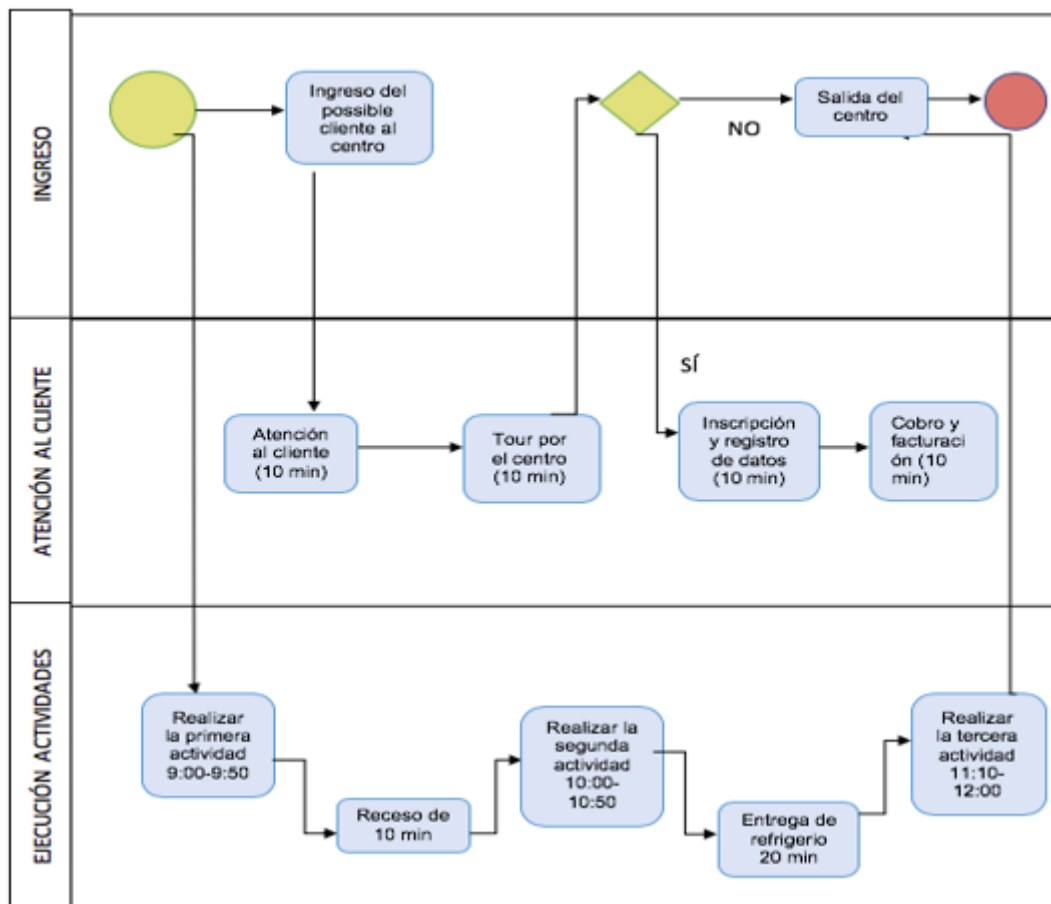 INGRESO
Ingreso del
possible
cliente al
centro
NO
Salida del
centro
ATENCIÓN AL CLIENTE
SÍ
Atención
al cliente
(10 min)
Tour por
el centro
(10 min)
Inscripción
y registro
de datos
(10 min)
Cobro y
facturaci
ón (10
min)
EJECUCIÓN ACTIVIDADES
Realizar
la primera
actividad
9:00-9:50
Receso de
10 min
Realizar la
segunda
actividad
10:00-
10:50
Entrega de
refrigerio
20 min
Realizar
la tercera
actividad
11:10-
12:00